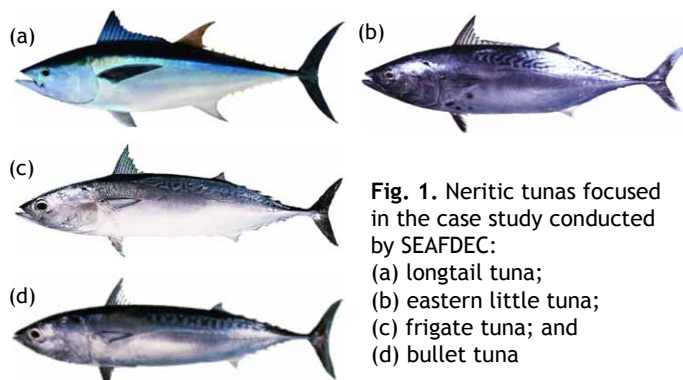 (a)
(b)
(c)
(d)
Fig. 1. Neritic tunas focused
in the case study conducted
by SEAFDEC:
(a) longtail tuna;
(b) eastern little tuna;
(c) frigate tuna; and
(d) bullet tuna